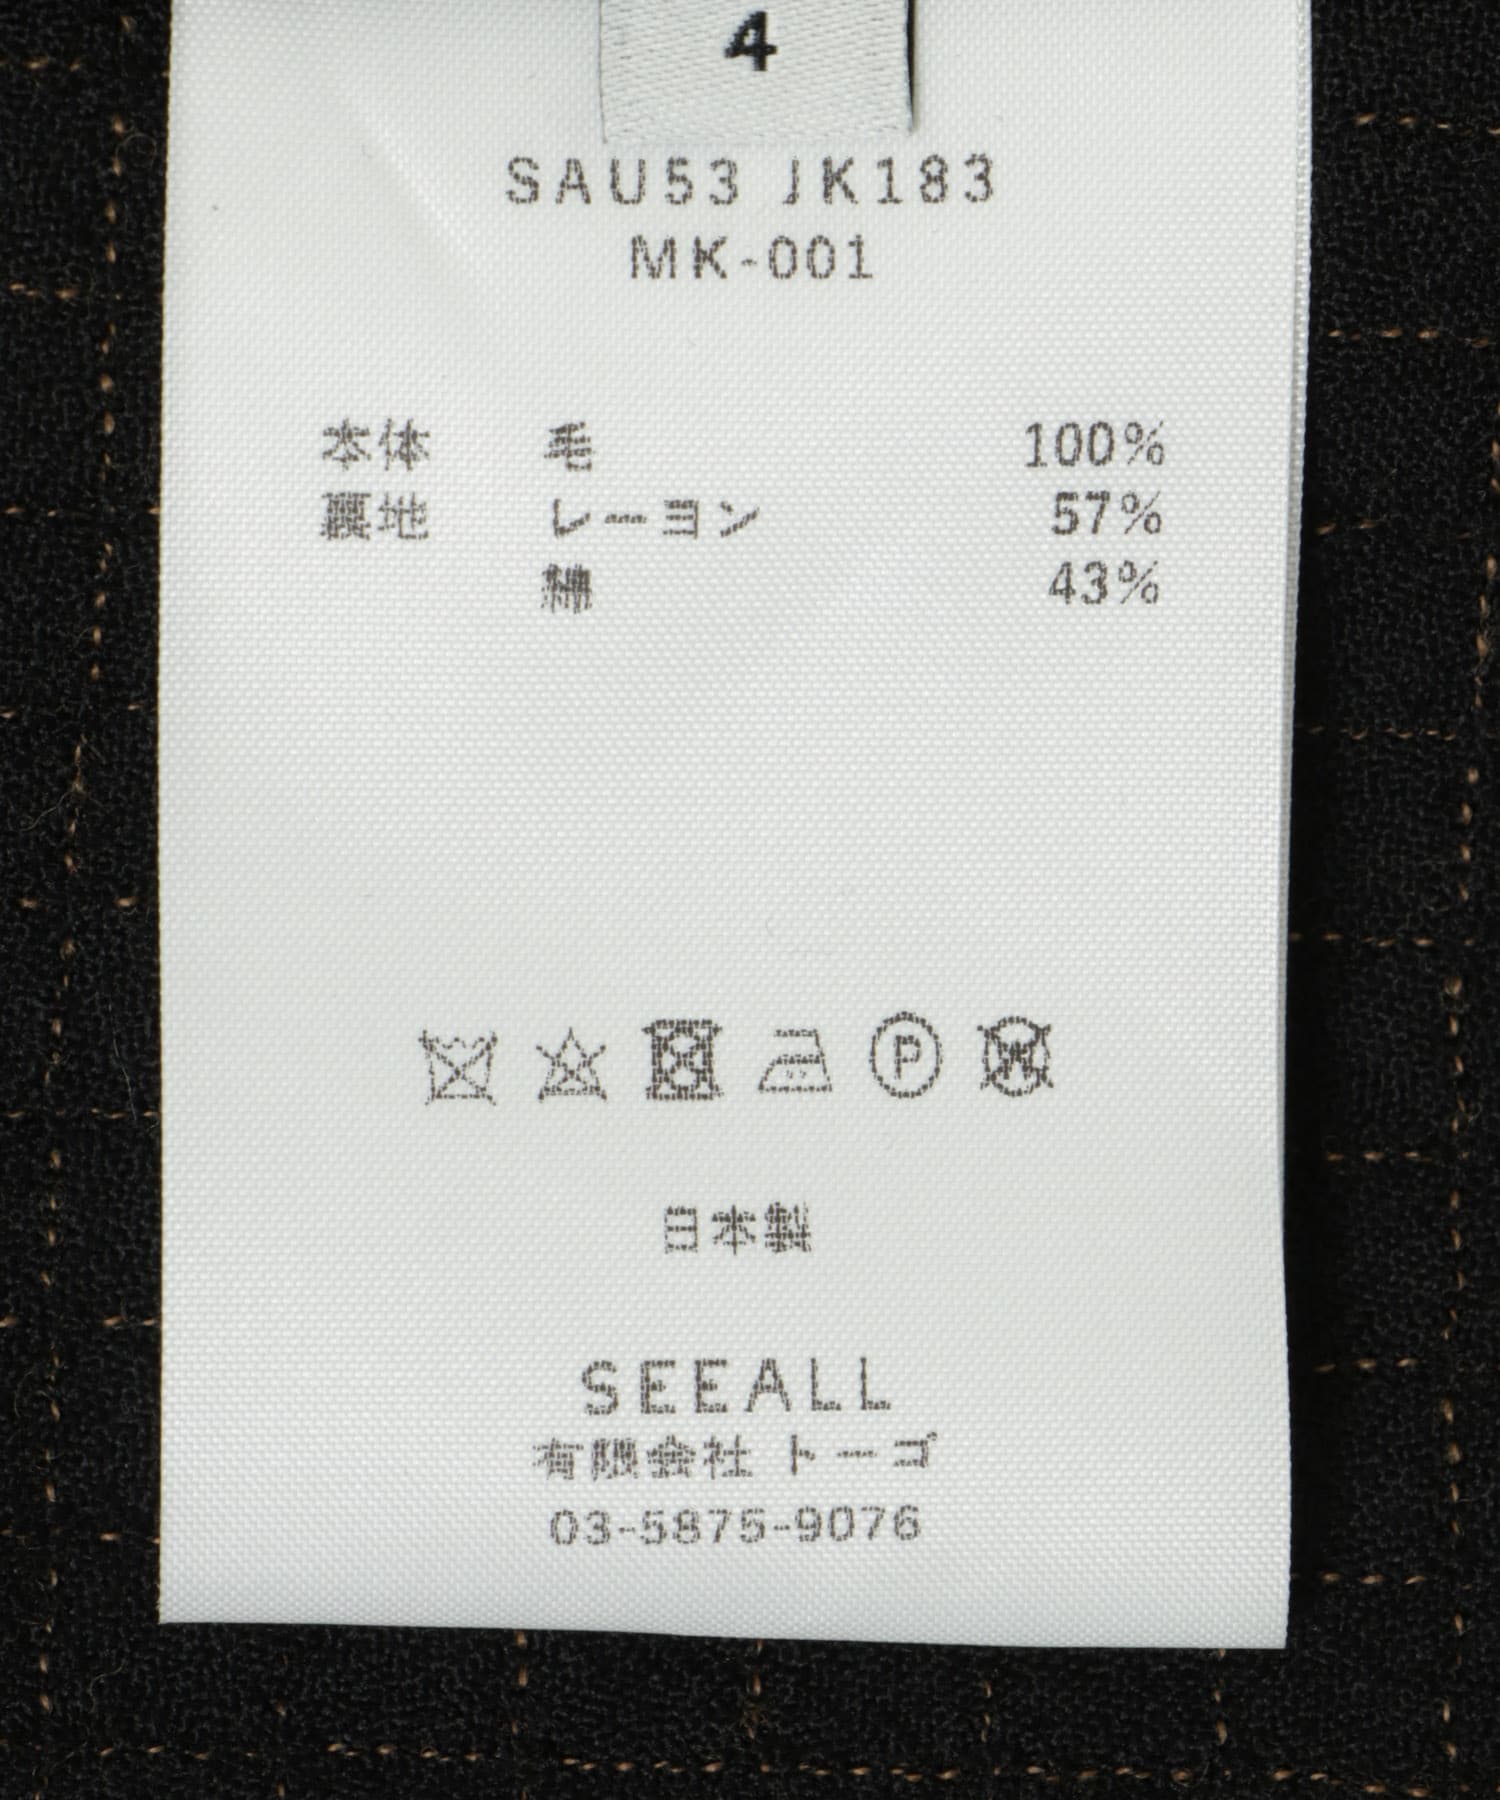 4
SAU53 JK183
MK-001
本体 毛 100%
裏地 レーヨン 57%
綿 43%
P
W
日本製
SEEALL
有限会社 トーゴ
03-5875-9076